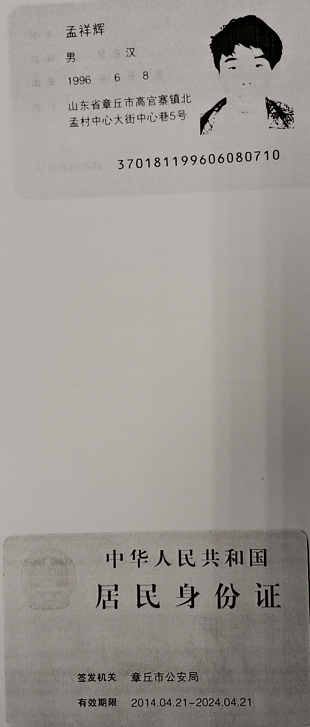 孟祥辉
男 民族 汉
1996 年 6 月 8 日
山东省章丘市高官寨镇北
孟村中心大街中心巷5号
370181199606080710
中华人民共和国
居民身份证
签发机关 章丘市公安局
有效期限 2014.04.21-2024.04.21